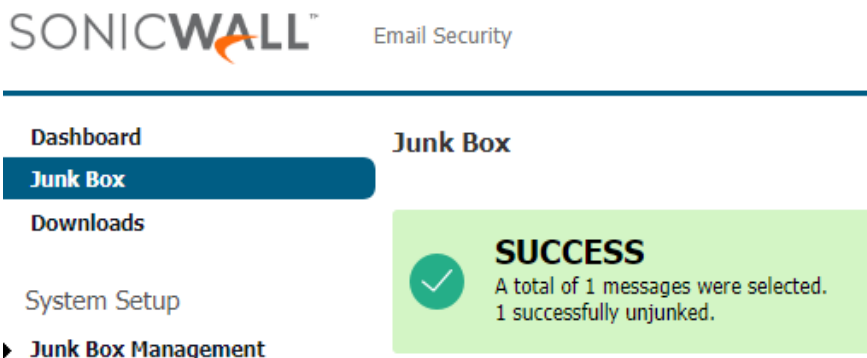 SONICWALL™
Email Security
Dashboard
Junk Box
Downloads
System Setup
Junk Box Management
Junk Box
SUCCESS
A total of 1 messages were selected.
1 successfully unjunked.